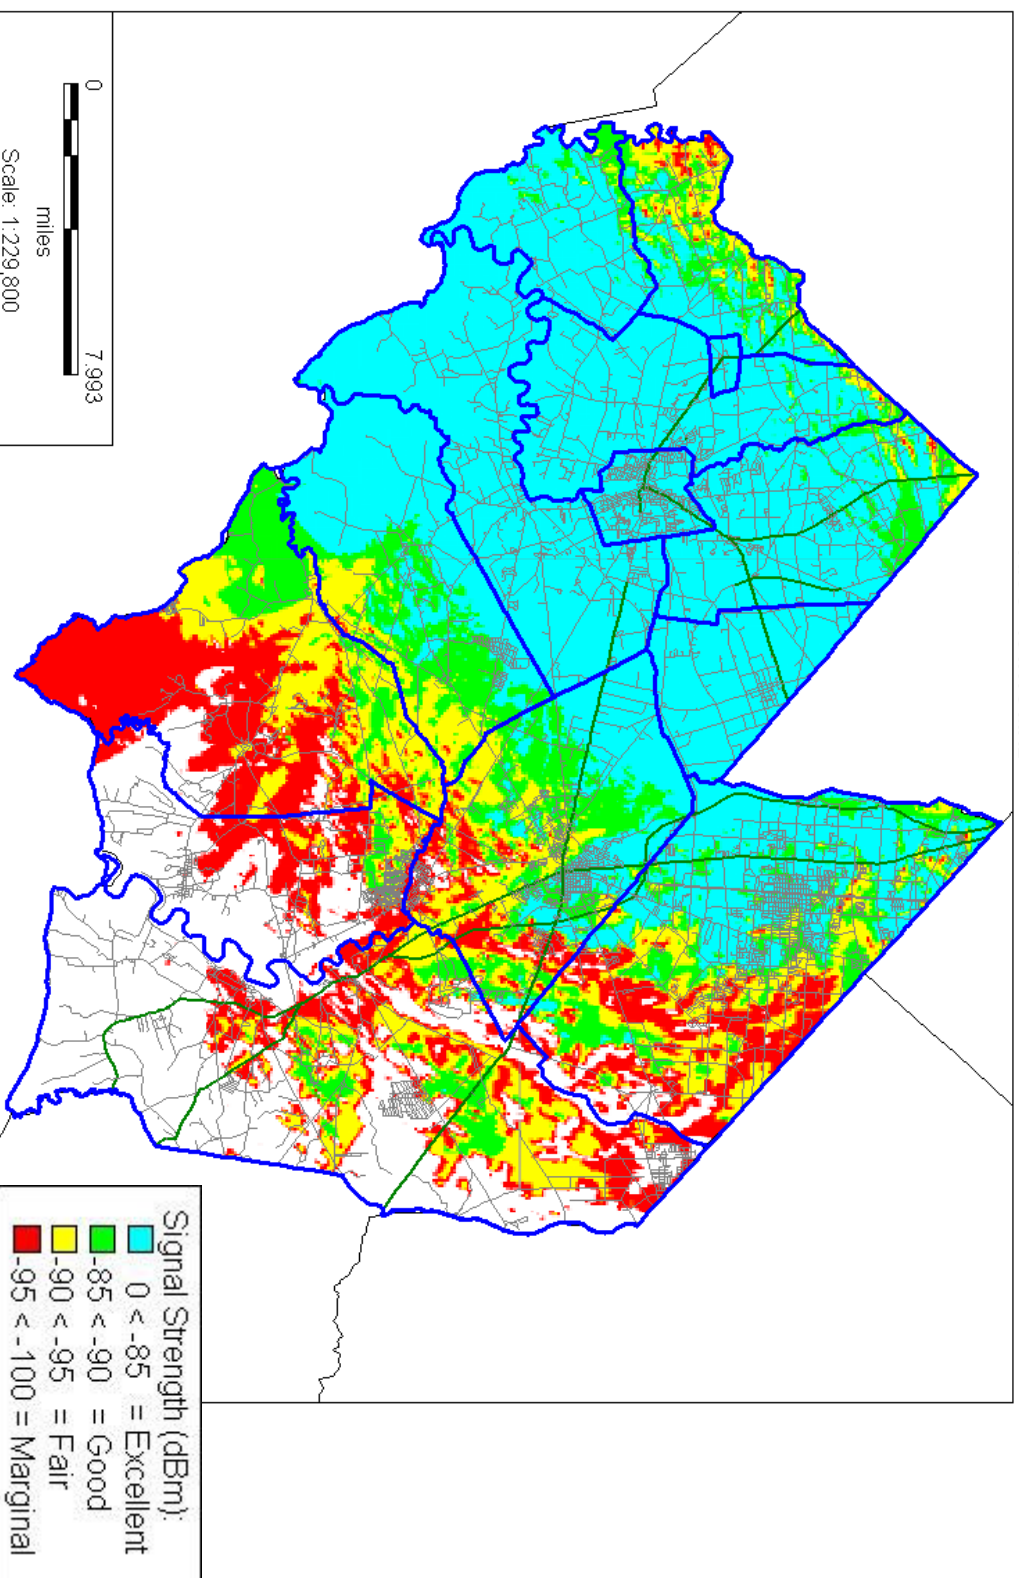 0 7.993
miles
Scale: 1:229,800
Signal Strength (dBm):
0 < -85 = Excellent
-85 < -90 = Good
-90 < -95 = Fair
-95 < -100 = Marginal